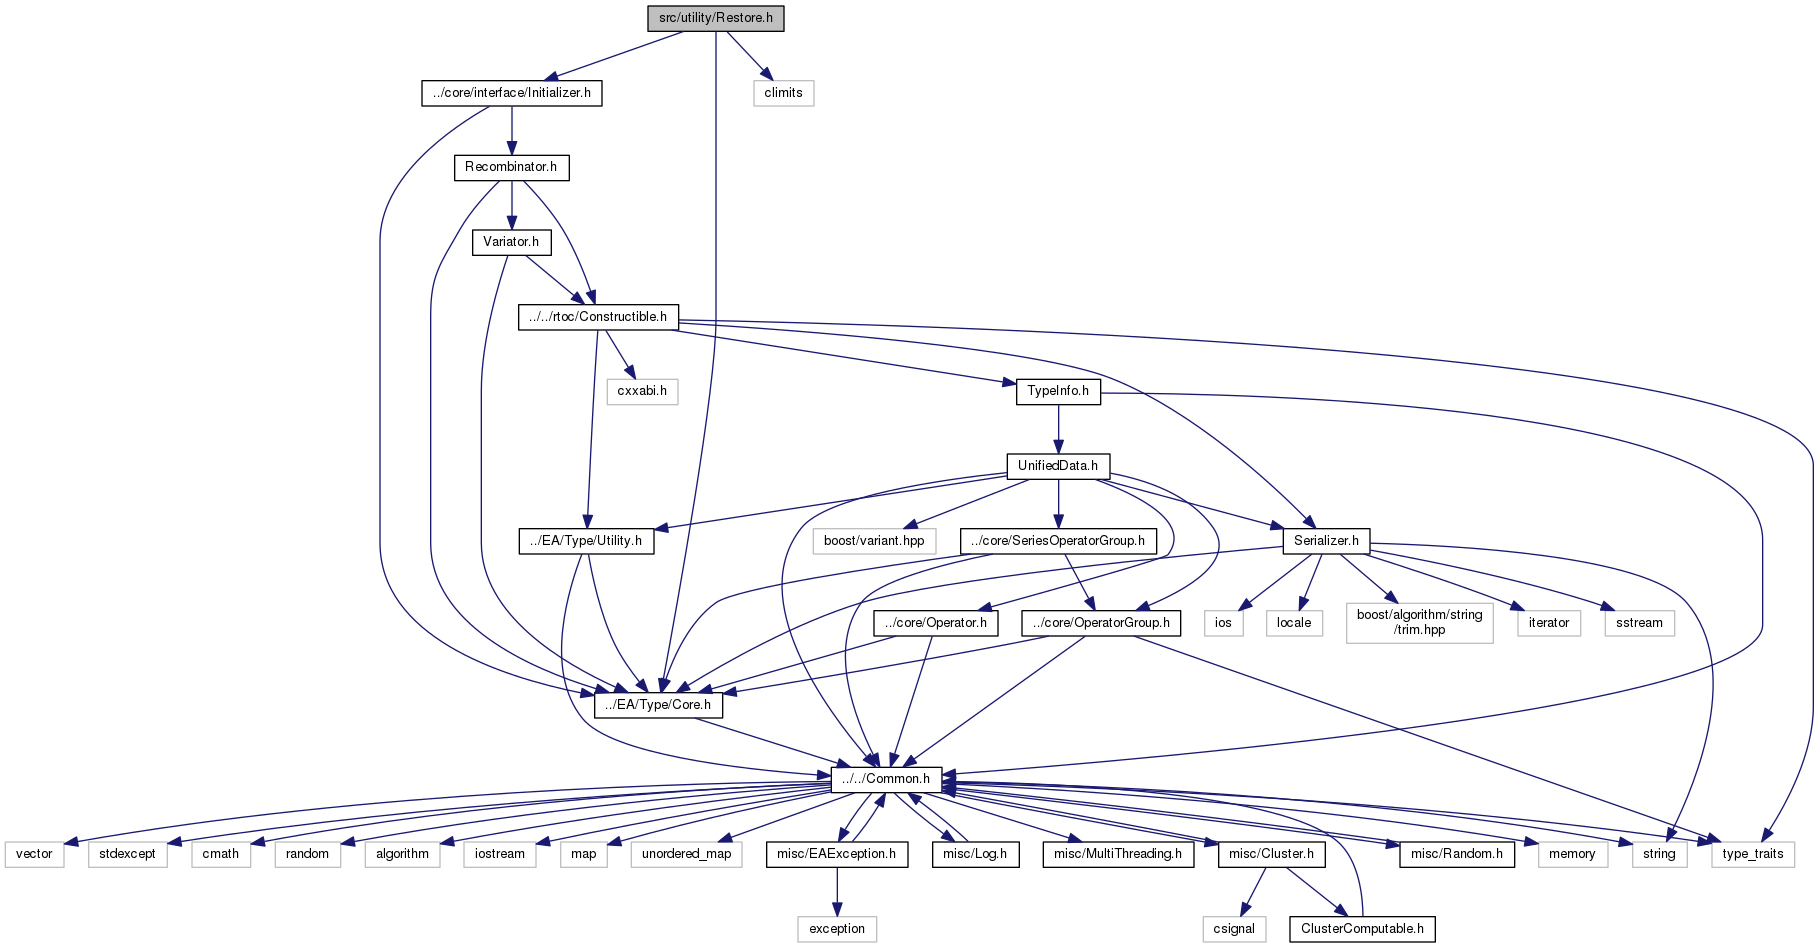 src/utility/Restore.h
../core/interface/Initializer.h
climits
Recombinator.h
Variator.h
../../rtoc/Constructible.h
cxxabi.h
TypeInfo.h
UnifiedData.h
../EA/Type/Utility.h
boost/variant.hpp
../core/SeriesOperatorGroup.h
Serializer.h
../core/Operator.h
../core/OperatorGroup.h
ios
locale
boost/algorithm/string
/trim.hpp
iterator
sstream
../EA/Type/Core.h
../../Common.h
vector
stdexcept
cmath
random
algorithm
iostream
map
unordered_map
misc/EAException.h
misc/Log.h
misc/MultiThreading.h
misc/Cluster.h
misc/Random.h
memory
string
type_traits
exception
csignal
ClusterComputable.h